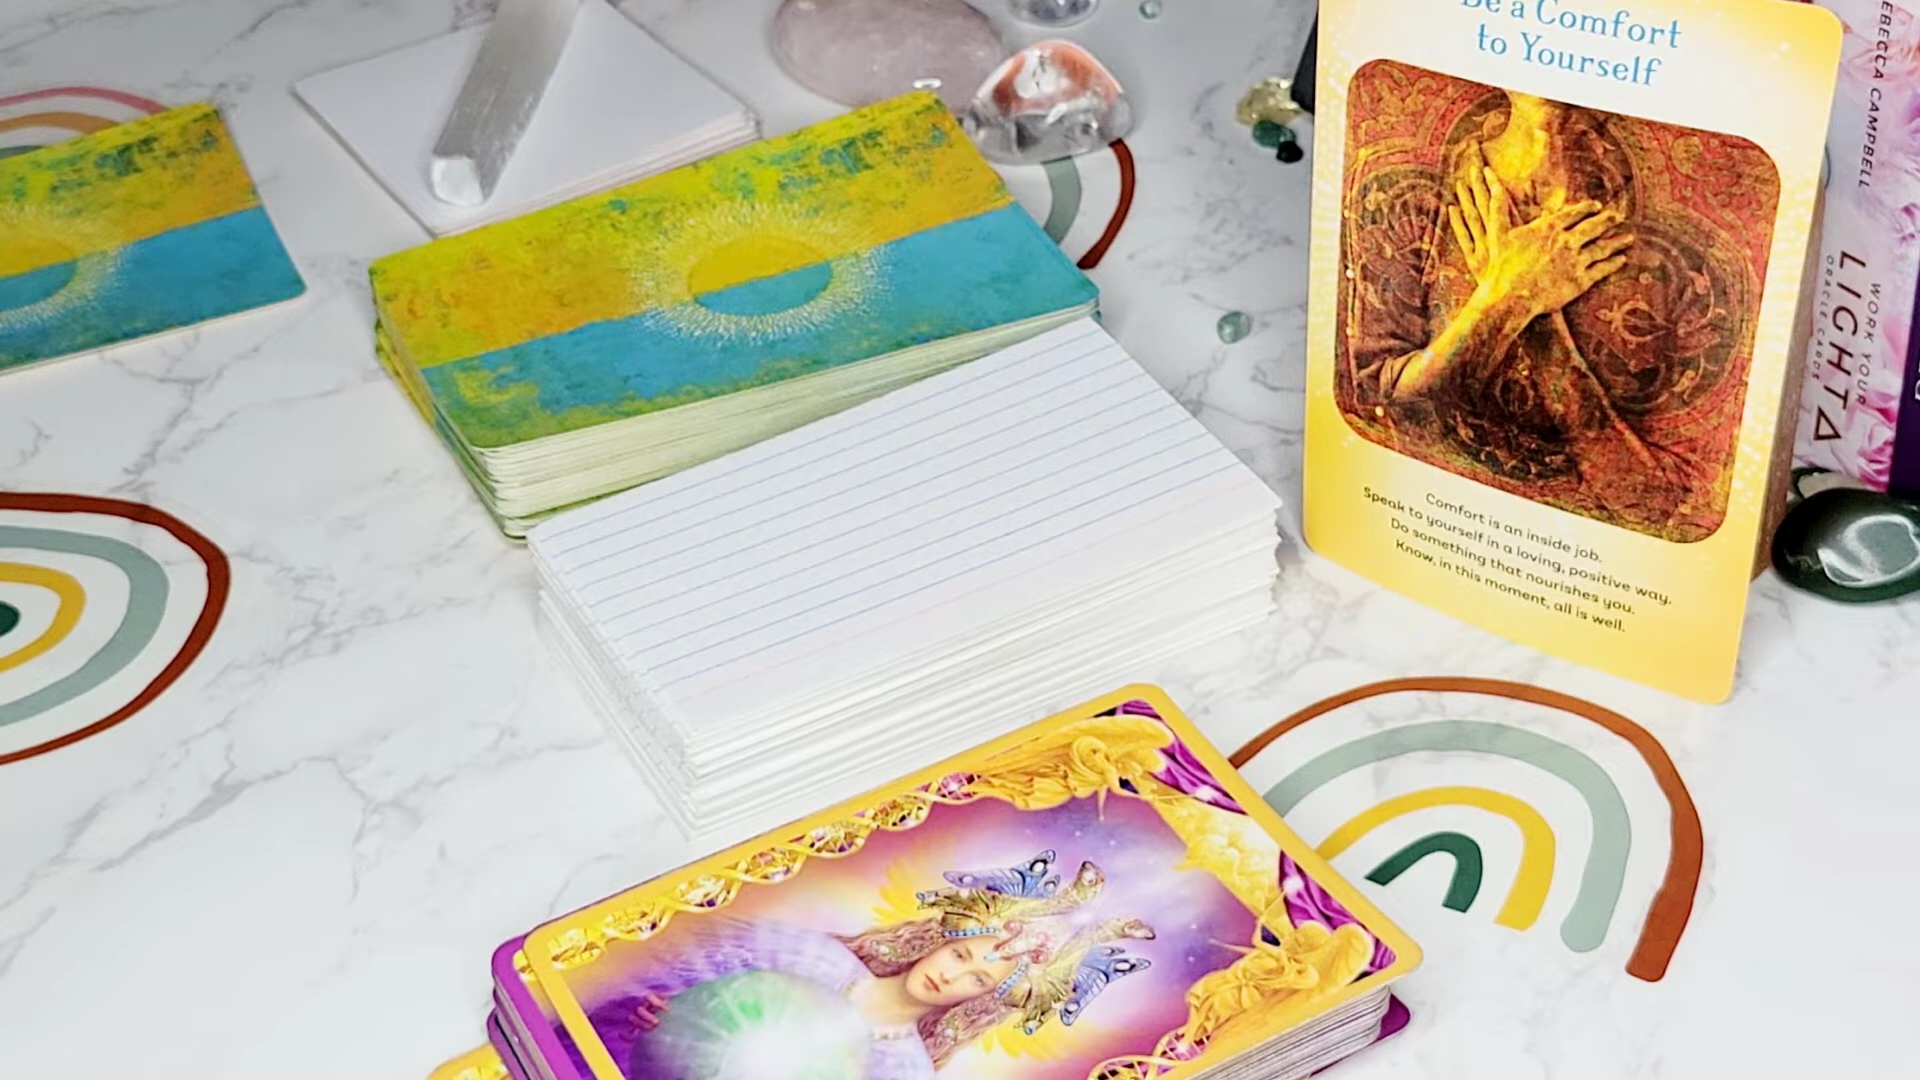 Be a Comfort
to Yourself
Comfort is an inside job.
Speak to yourself in a loving, positive way.
Do something that nourishes you.
Know, in this moment, all is well.
EBECCA CAMPBELL
WORK YOUR
LIGHT
ORACLE CARDS